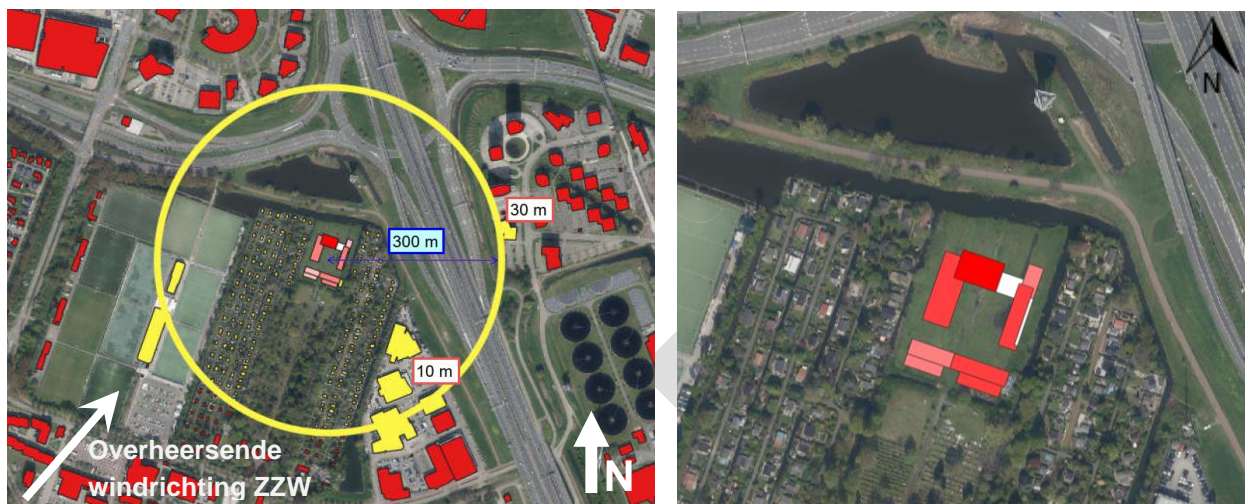 30 m
300 m
10 m
Overheersende
windrichting ZZW
N
N